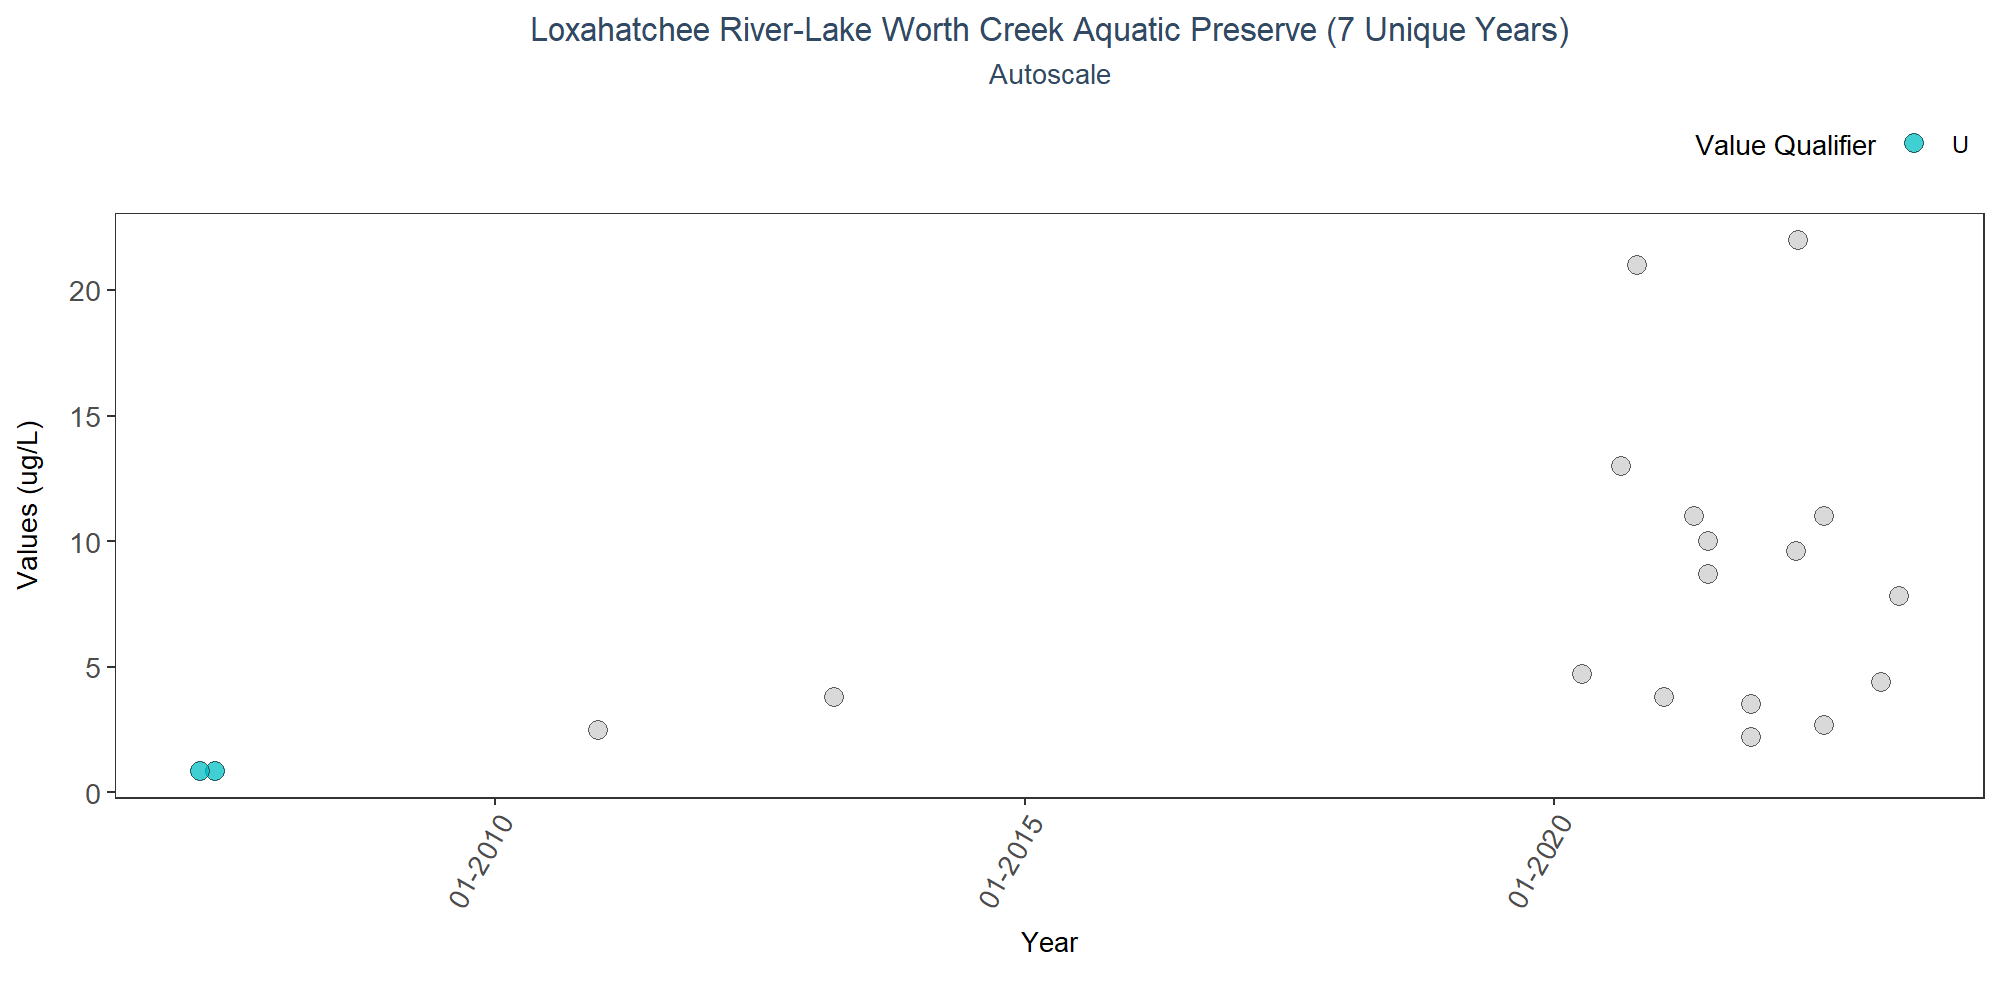 Loxahatchee River-Lake Worth Creek Aquatic Preserve (7 Unique Years)
Autoscale
Value Qualifier U
20
15
10
5
0
Values (ug/L)
01-2010
01-2015
01-2020
Year